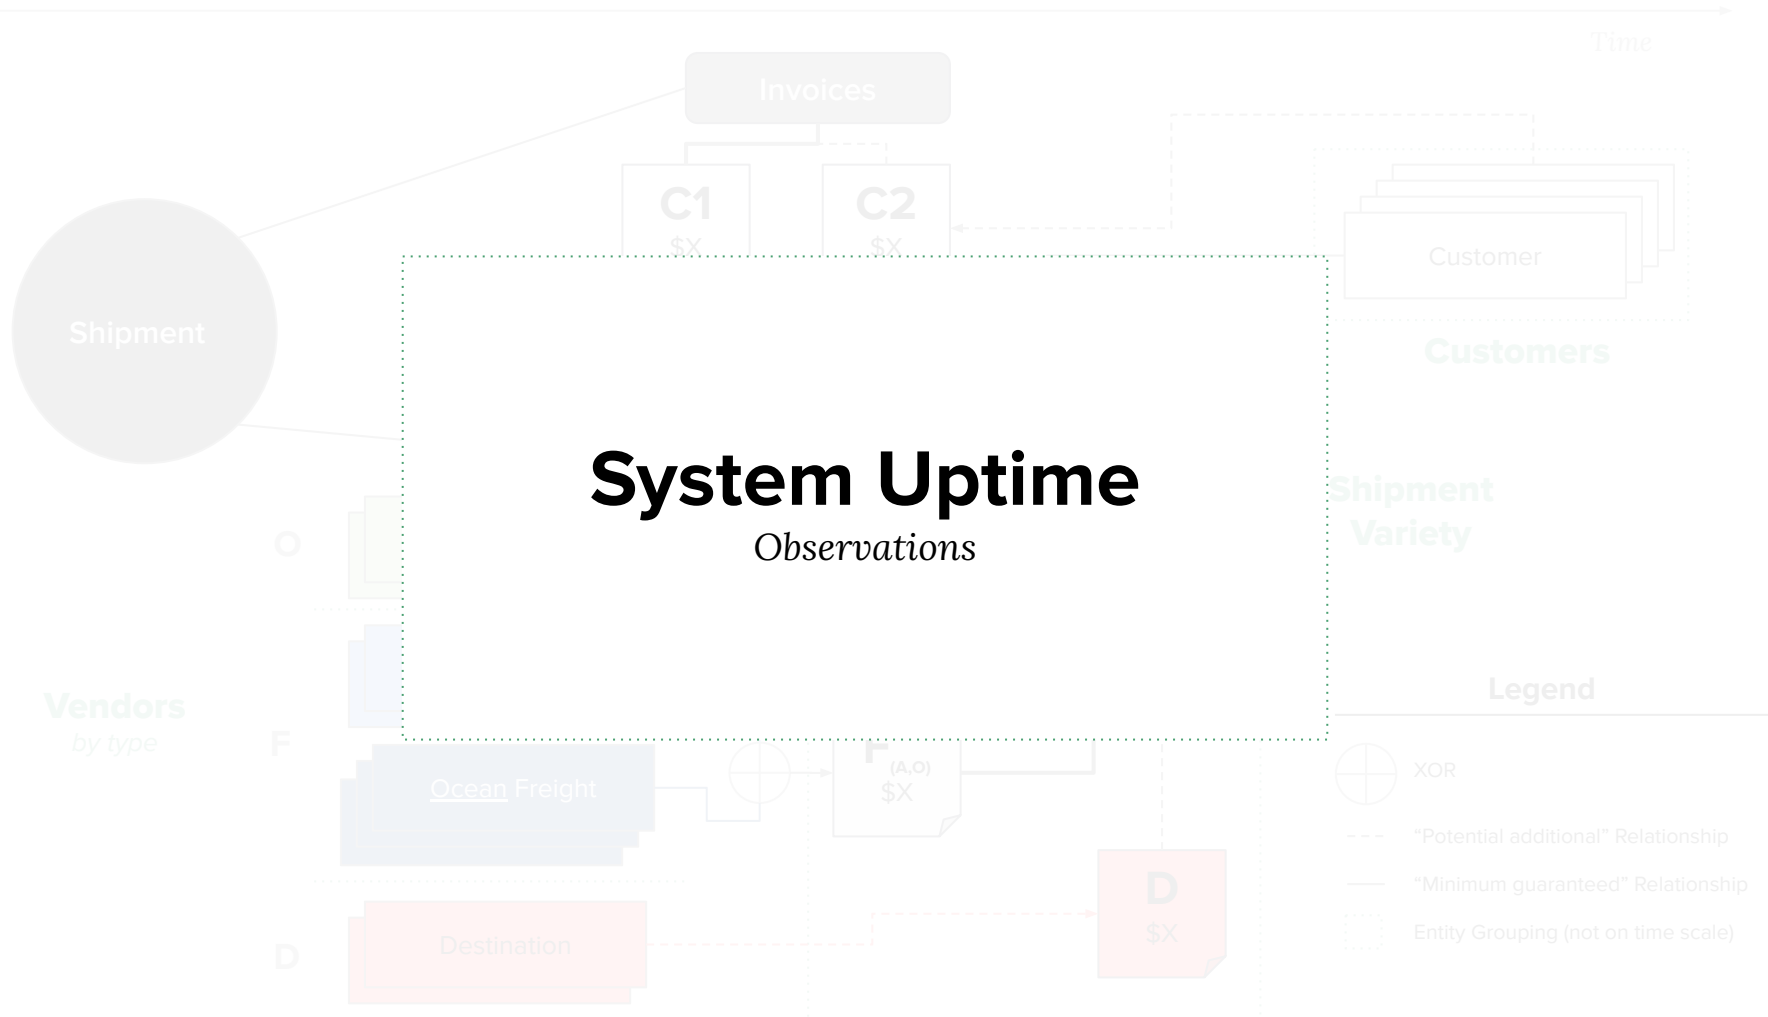 Time
Invoices
C1
$X
C2
$X
Customer
Customers
Shipment
System Uptime
Observations
Shipment
Variety
O
Vendors
by type
F
Ocean Freight
F(A,O)
$X
D
Destination
D
$X
Legend
XOR
“Potential additional” Relationship
“Minimum guaranteed” Relationship
Entity Grouping (not on time scale)